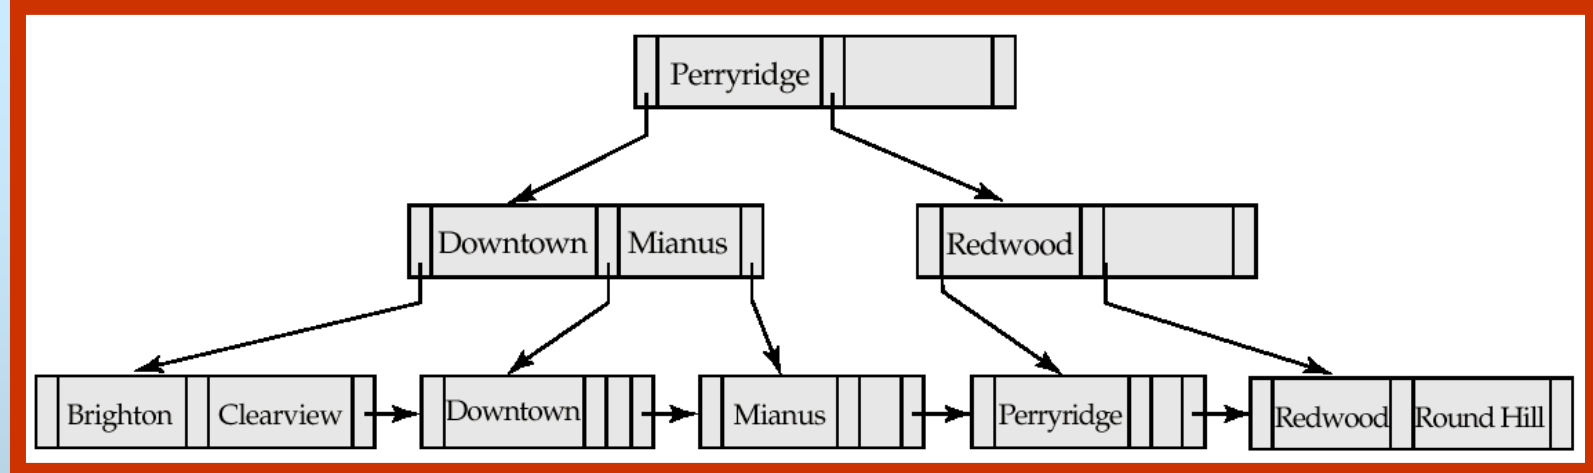 Perryridge
Downtown Mianus Redwood
Brighton Clearview Downtown Mianus Perryridge Redwood Round Hill